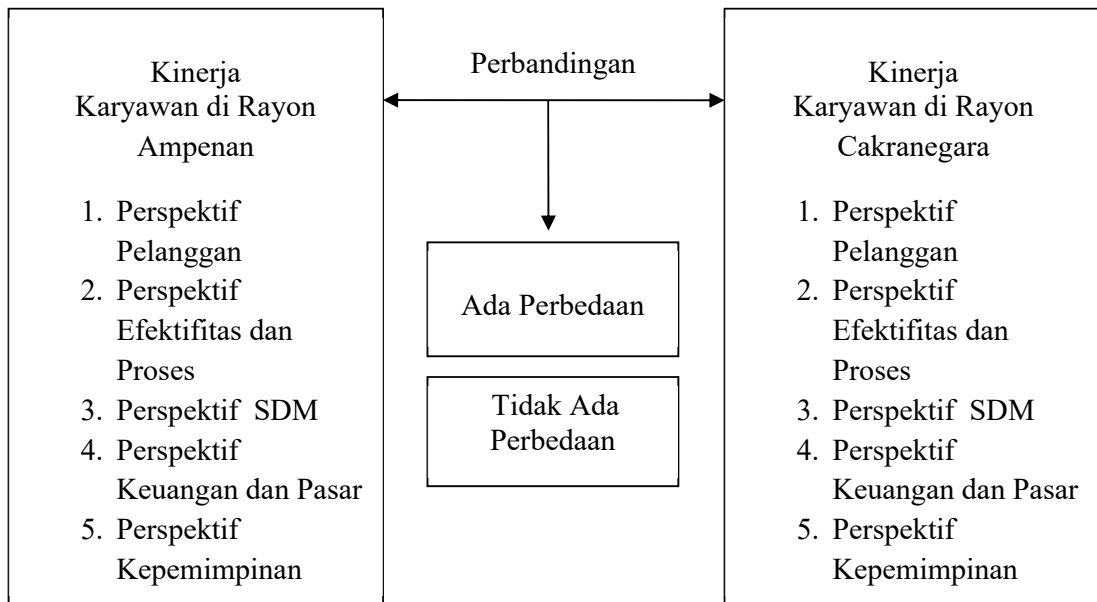 Kinerja
Karyawan di Rayon
Ampenan
1. Perspektif
Pelanggan
2. Perspektif
Efektifitas dan
Proses
3. Perspektif SDM
4. Perspektif
Keuangan dan Pasar
5. Perspektif
Kepemimpinan
Perbandingan
Ada Perbedaan
Tidak Ada
Perbedaan
Kinerja
Karyawan di Rayon
Cakranegara
1. Perspektif
Pelanggan
2. Perspektif
Efektifitas dan
Proses
3. Perspektif SDM
4. Perspektif
Keuangan dan Pasar
5. Perspektif
Kepemimpinan